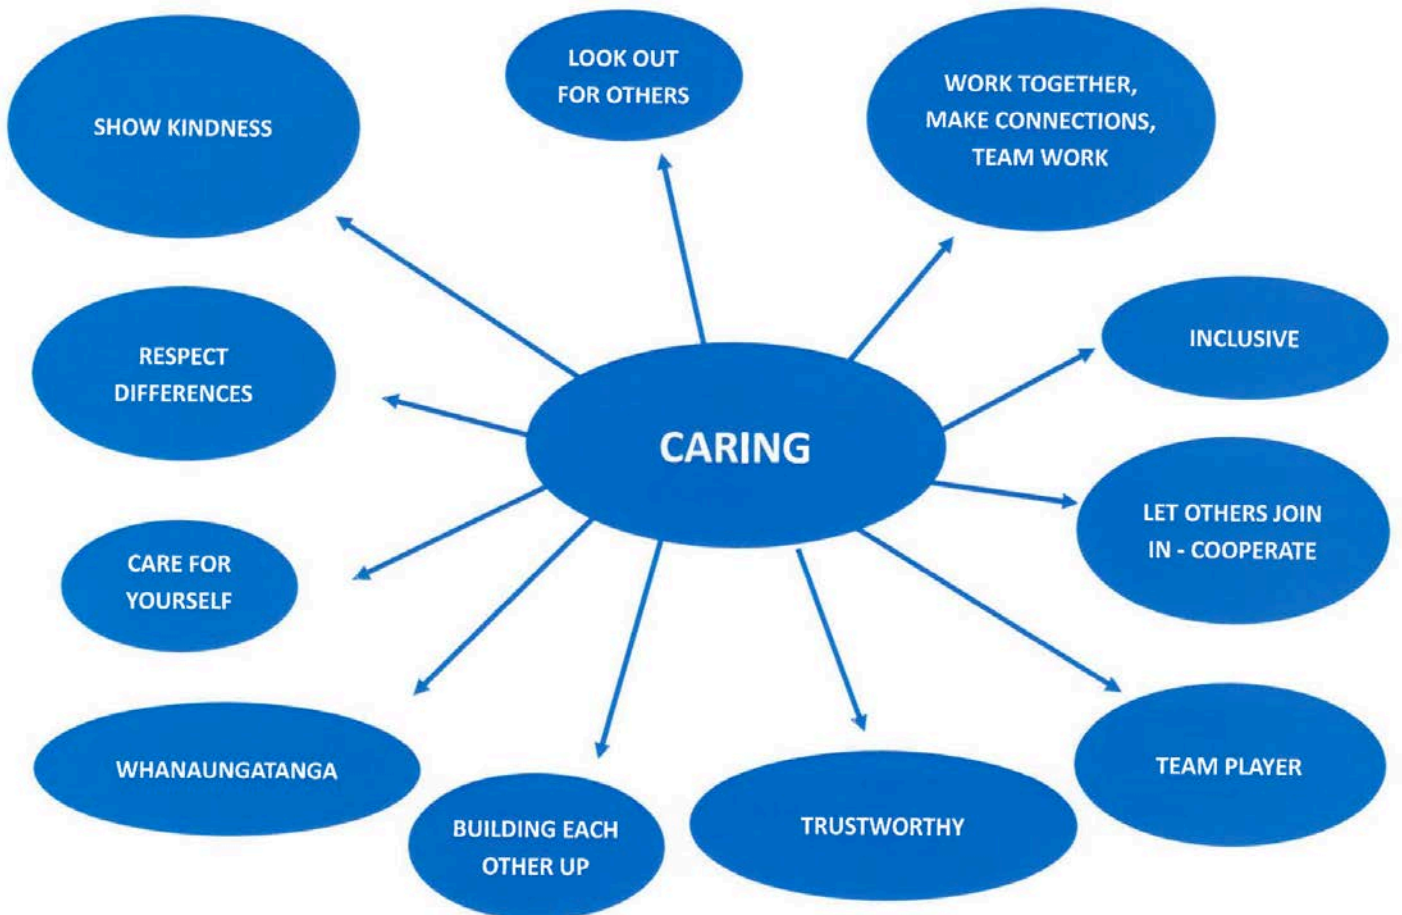 SHOW KINDNESS
LOOK OUT
FOR OTHERS
WORK TOGETHER,
MAKE CONNECTIONS,
TEAM WORK
RESPECT
DIFFERENCES
INCLUSIVE
CARING
LET OTHERS JOIN
IN - COOPERATE
CARE FOR
YOURSELF
WHANAUNGATANGA
BUILDING EACH
OTHER UP
TRUSTWORTHY
TEAM PLAYER